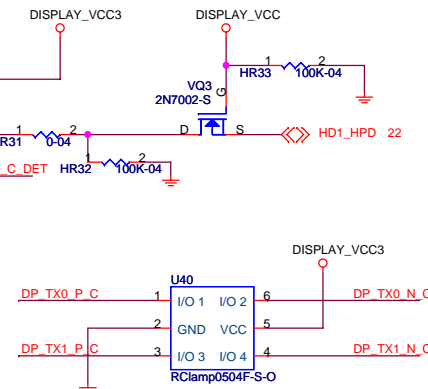 DISPLAY_VCC3 DISPLAY_VCC
1 2
HR33 100K-04
VQ3
2N7002-S
G
R31 1 2 0-04
D S HD1_HPD 22
_C_DET
1 2
HR32 100K-04
DISPLAY_VCC3
U40
DP_TX0_P_C 1 I/O 1 I/O 2 6 DP_TX0_N_C
2 GND VCC 5
DP_TX1_P_C 3 I/O 3 I/O 4 4 DP_TX1_N_C
RClamp0504F-S-O